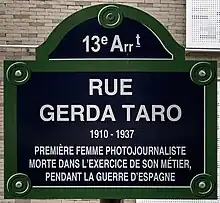 13e Arrt
RUE
GERDA TARO
1910 - 1937
PREMIÈRE FEMME PHOTOJOURNALISTE
MORTE DANS L'EXERCICE DE SON MÉTIER,
PENDANT LA GUERRE D'ESPAGNE